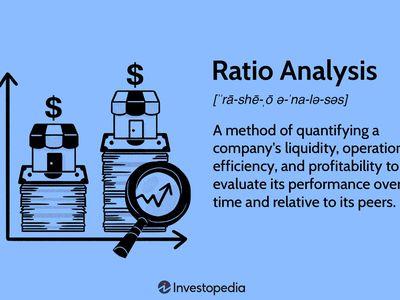 $
$
Ratio Analysis
[ˈrā-shē-ˌō ə-ˈna-lə-səs]
A method of quantifying a
company's liquidity, operation
efficiency, and profitability to
evaluate its performance over
time and relative to its peers.
Investopedia